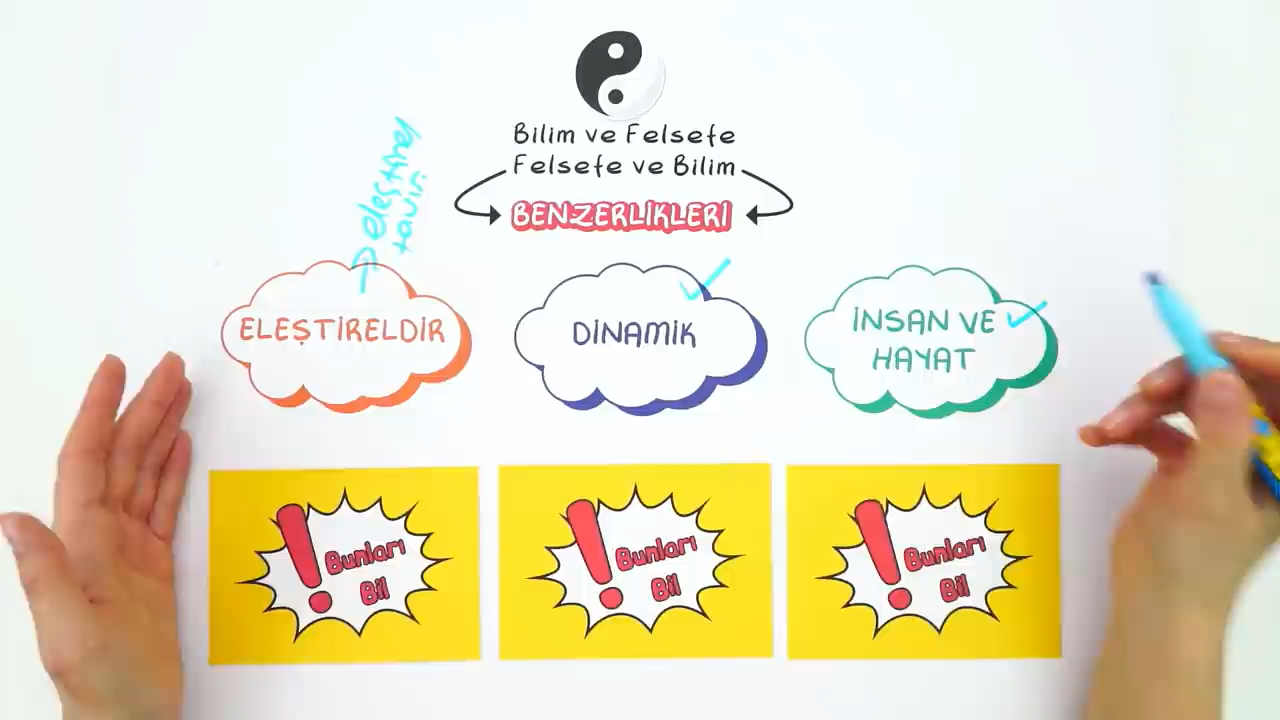 Bilim ve Felsefe
Felsefe ve Bilim
BENZERLİKLERİ
eleştirel
tavır
ELEŞTİRELDİR
DİNAMİK
İNSAN VE
HAYAT
Bunları
Bil
Bunları
Bil
Bunları
Bil